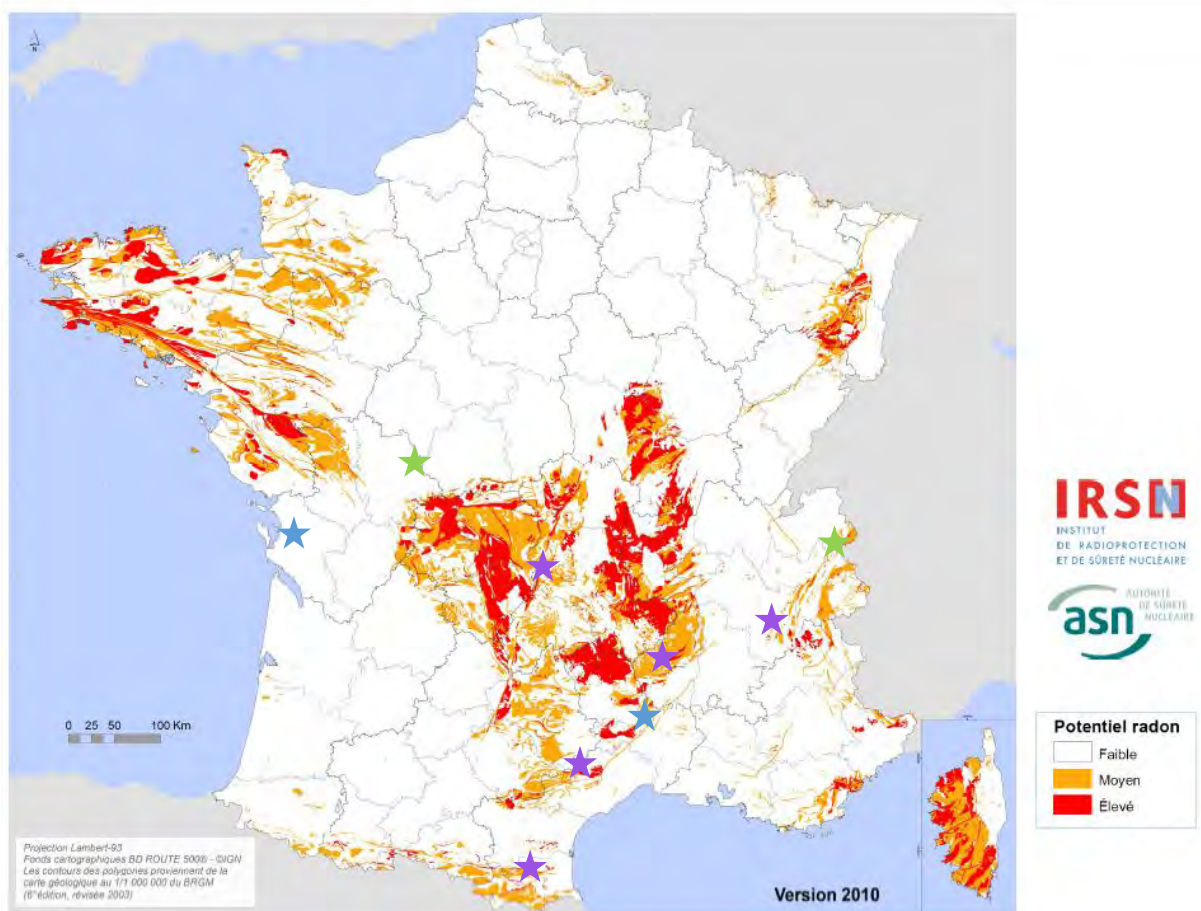 N
0 25 50 100 Km
Projection Lambert-93
Fonds cartographiques BD ROUTE 500® - ©IGN
Les contours des polygones proviennent de la
carte géologique au 1/1 000 000 du BRGM
(6e édition, révisée 2003)
Version 2010
IRSN
INSTITUT
DE RADIOPROTECTION
ET DE SÛRETÉ NUCLÉAIRE
asn
AUTORITÉ
DE SÛRETÉ
NUCLÉAIRE
Potentiel radon
Faible
Moyen
Élevé